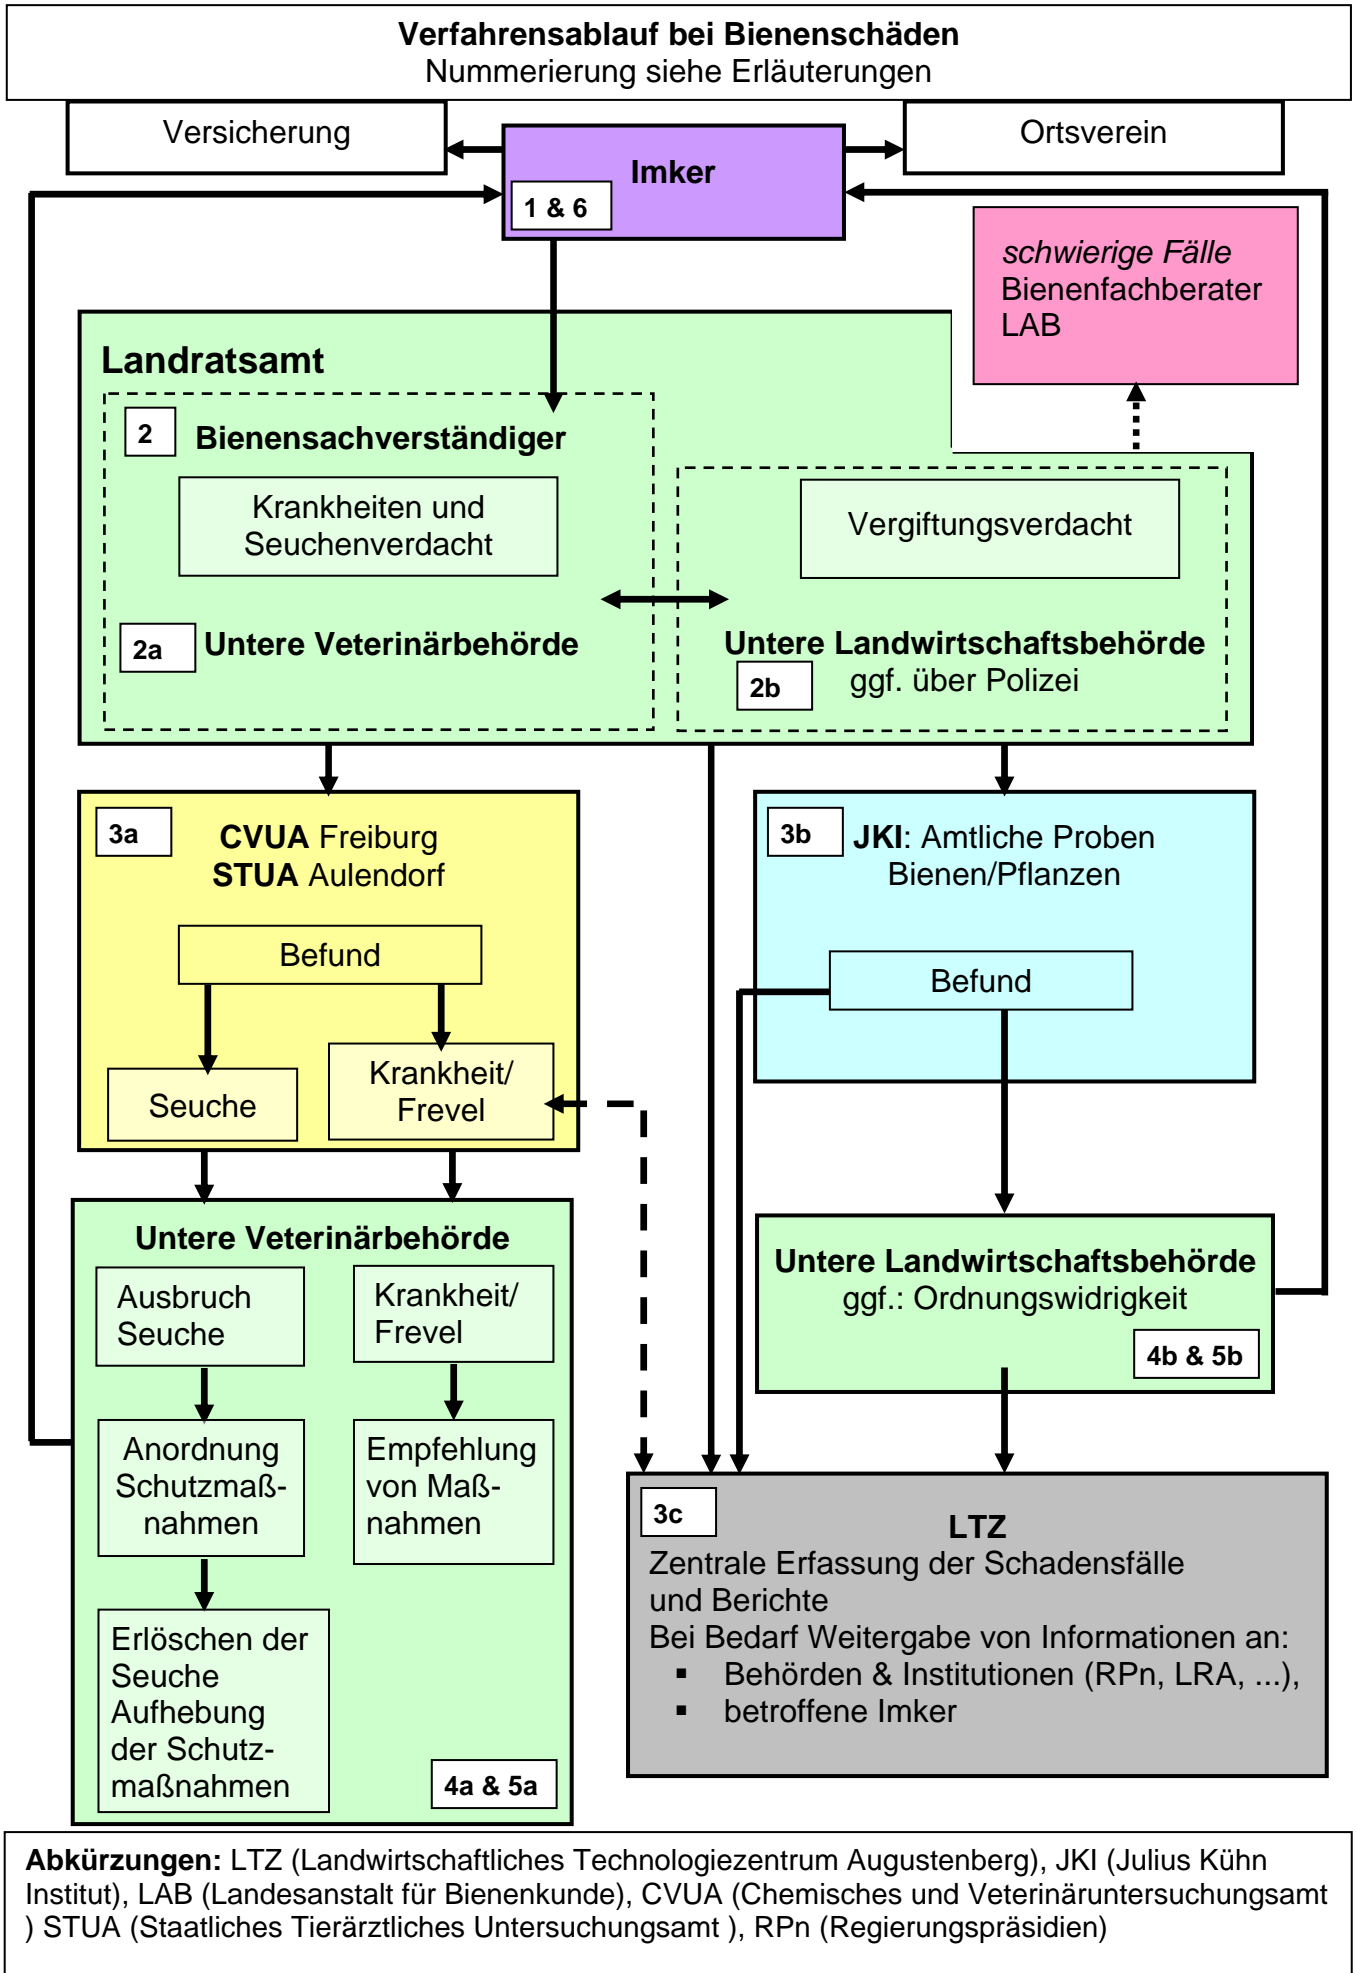 Verfahrensablauf bei Bienenschäden
Nummerierung siehe Erläuterungen
Versicherung
Ortsverein
Imker
1 & 6
schwierige Fälle
Bienenfachberater
LAB
Landratsamt
2
Bienensachverständiger
Krankheiten und
Seuchenverdacht
2a
Untere Veterinärbehörde
Vergiftungsverdacht
Untere Landwirtschaftsbehörde
2b
ggf. über Polizei
3a
CVUA Freiburg
STUA Aulendorf
Befund
Seuche
Krankheit/
Frevel
3b
JKI: Amtliche Proben
Bienen/Pflanzen
Befund
Untere Veterinärbehörde
Ausbruch
Seuche
Krankheit/
Frevel
Anordnung
Schutzmaß-
nahmen
Empfehlung
von Maß-
nahmen
Erlöschen der
Seuche
Aufhebung
der Schutz-
maßnahmen
4a & 5a
Untere Landwirtschaftsbehörde
ggf.: Ordnungswidrigkeit
4b & 5b
3c
LTZ
Zentrale Erfassung der Schadensfälle
und Berichte
Bei Bedarf Weitergabe von Informationen an:
▪ Behörden & Institutionen (RPn, LRA, ...),
▪ betroffene Imker
Abkürzungen: LTZ (Landwirtschaftliches Technologiezentrum Augustenberg), JKI (Julius Kühn
Institut), LAB (Landesanstalt für Bienenkunde), CVUA (Chemisches und Veterinäruntersuchungsamt
) STUA (Staatliches Tierärztliches Untersuchungsamt ), RPn (Regierungspräsidien)